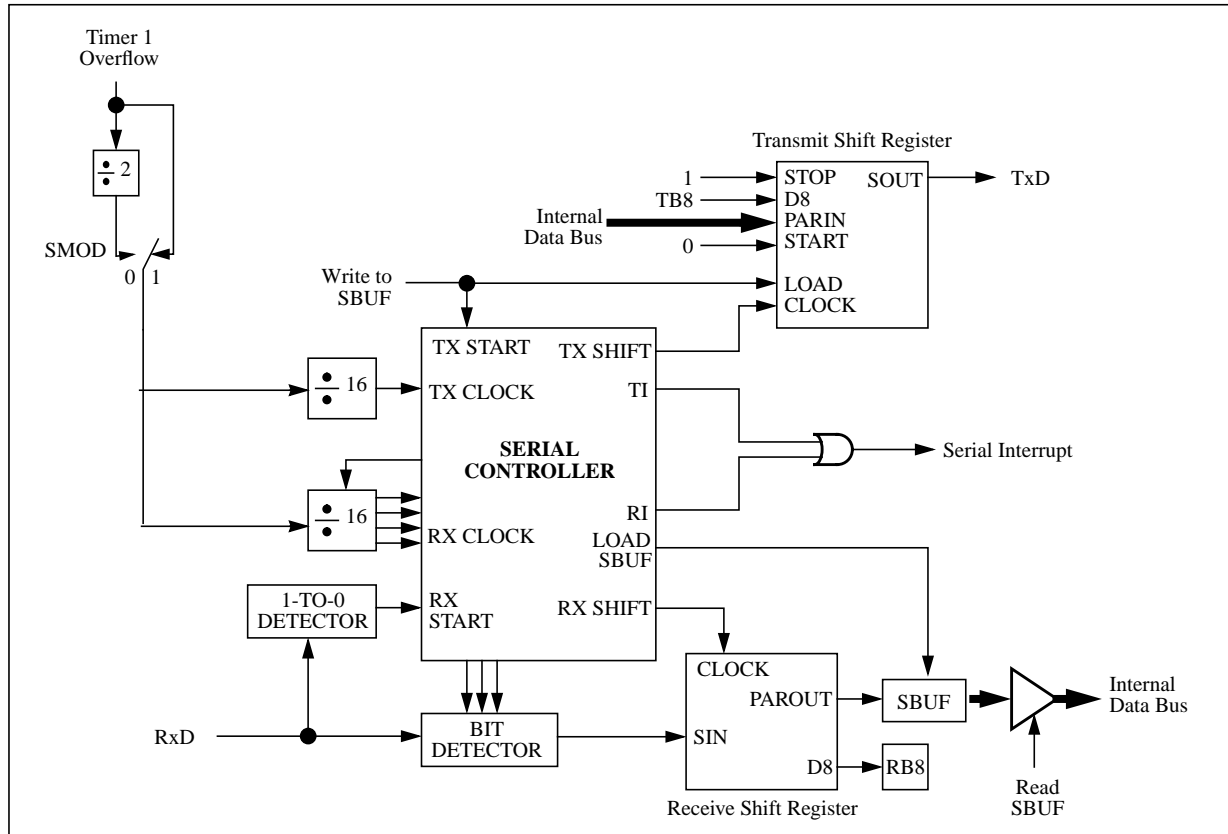 Timer 1
Overflow
÷ 2
SMOD
0 1
Transmit Shift Register
1
TB8
Internal
Data Bus
0
STOP
D8
PARIN
START
LOAD
CLOCK
SOUT
TxD
Write to
SBUF
TX START
TX SHIFT
÷ 16
TX CLOCK
TI
SERIAL
CONTROLLER
Serial Interrupt
÷ 16
RX CLOCK
RI
LOAD
SBUF
1-TO-0
DETECTOR
RX
START
RX SHIFT
CLOCK
PAROUT
SBUF
Internal
Data Bus
RxD
BIT
DETECTOR
SIN
D8
RB8
Read
SBUF
Receive Shift Register